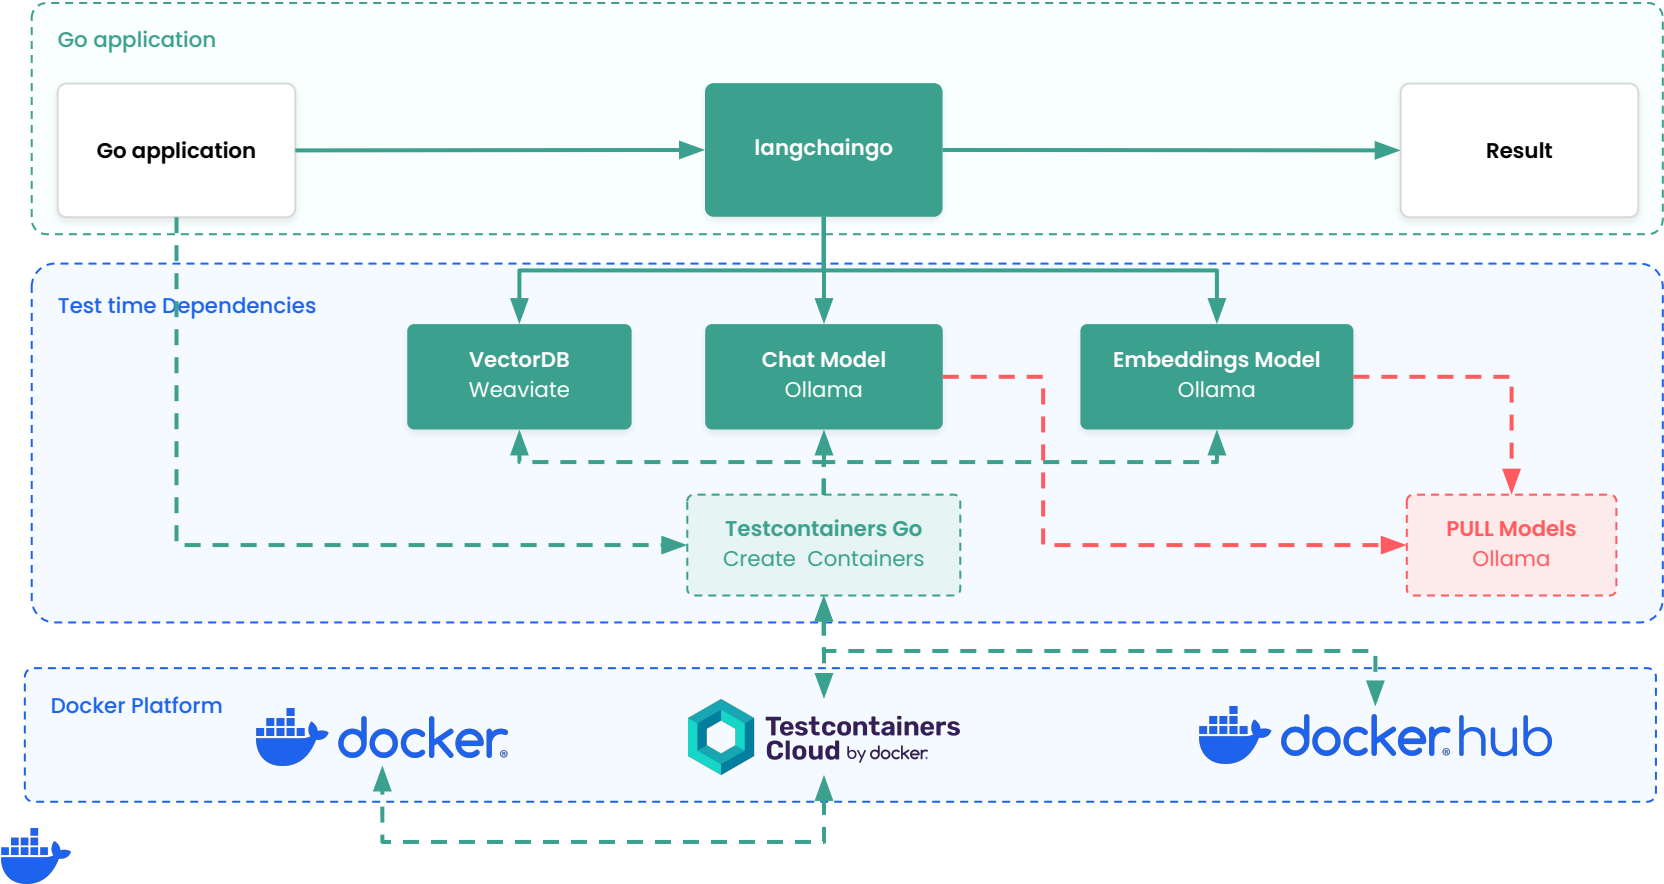 Go application
Go application
langchaingo
Result
Test time Dependencies
VectorDB
Weaviate
Chat Model
Ollama
Embeddings Model
Ollama
Testcontainers Go
Create  Containers
PULL Models
Ollama
Docker Platform
docker®
Testcontainers
Cloud by docker®
docker® hub